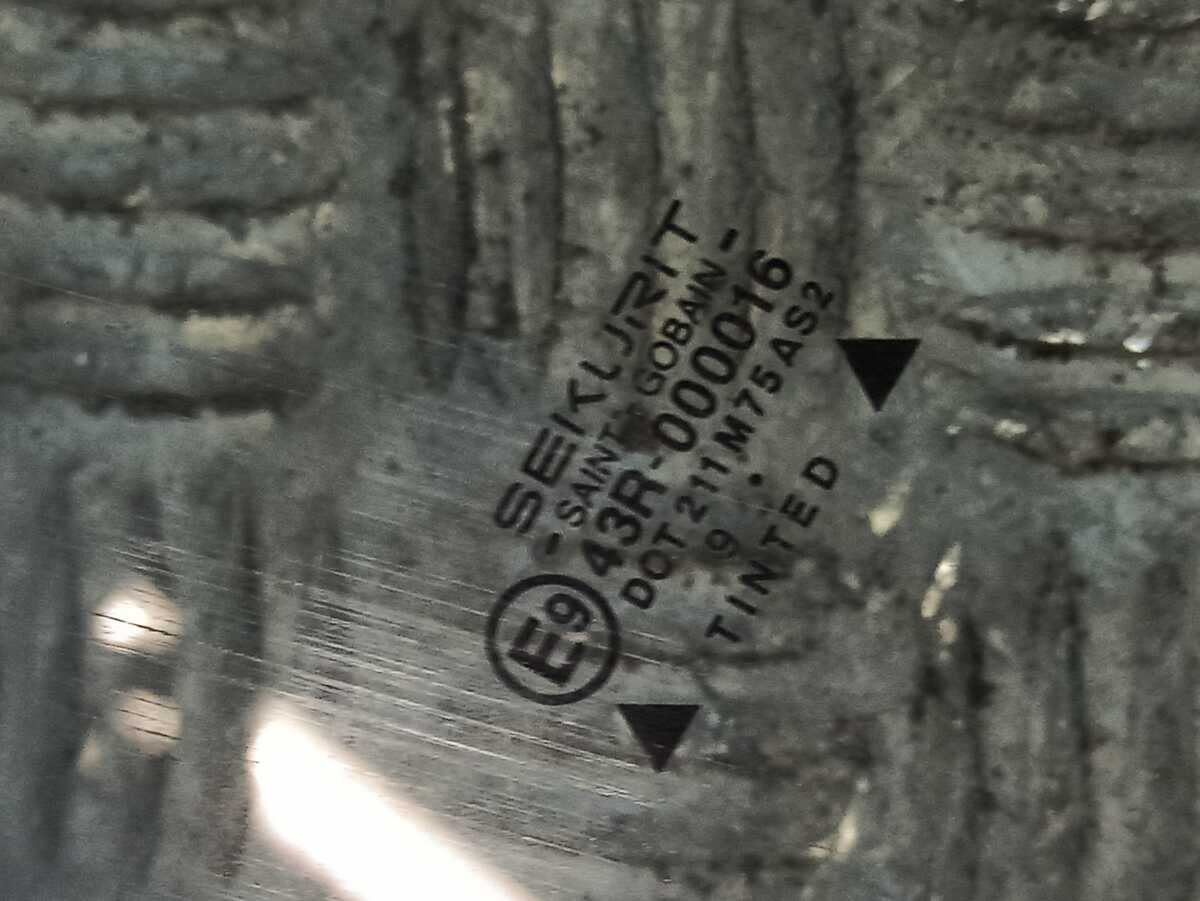 SEKURIT
- SAINT GOBAIN -
E9
43R-000016
DOT 211 M75 AS2
9 .
TINTED